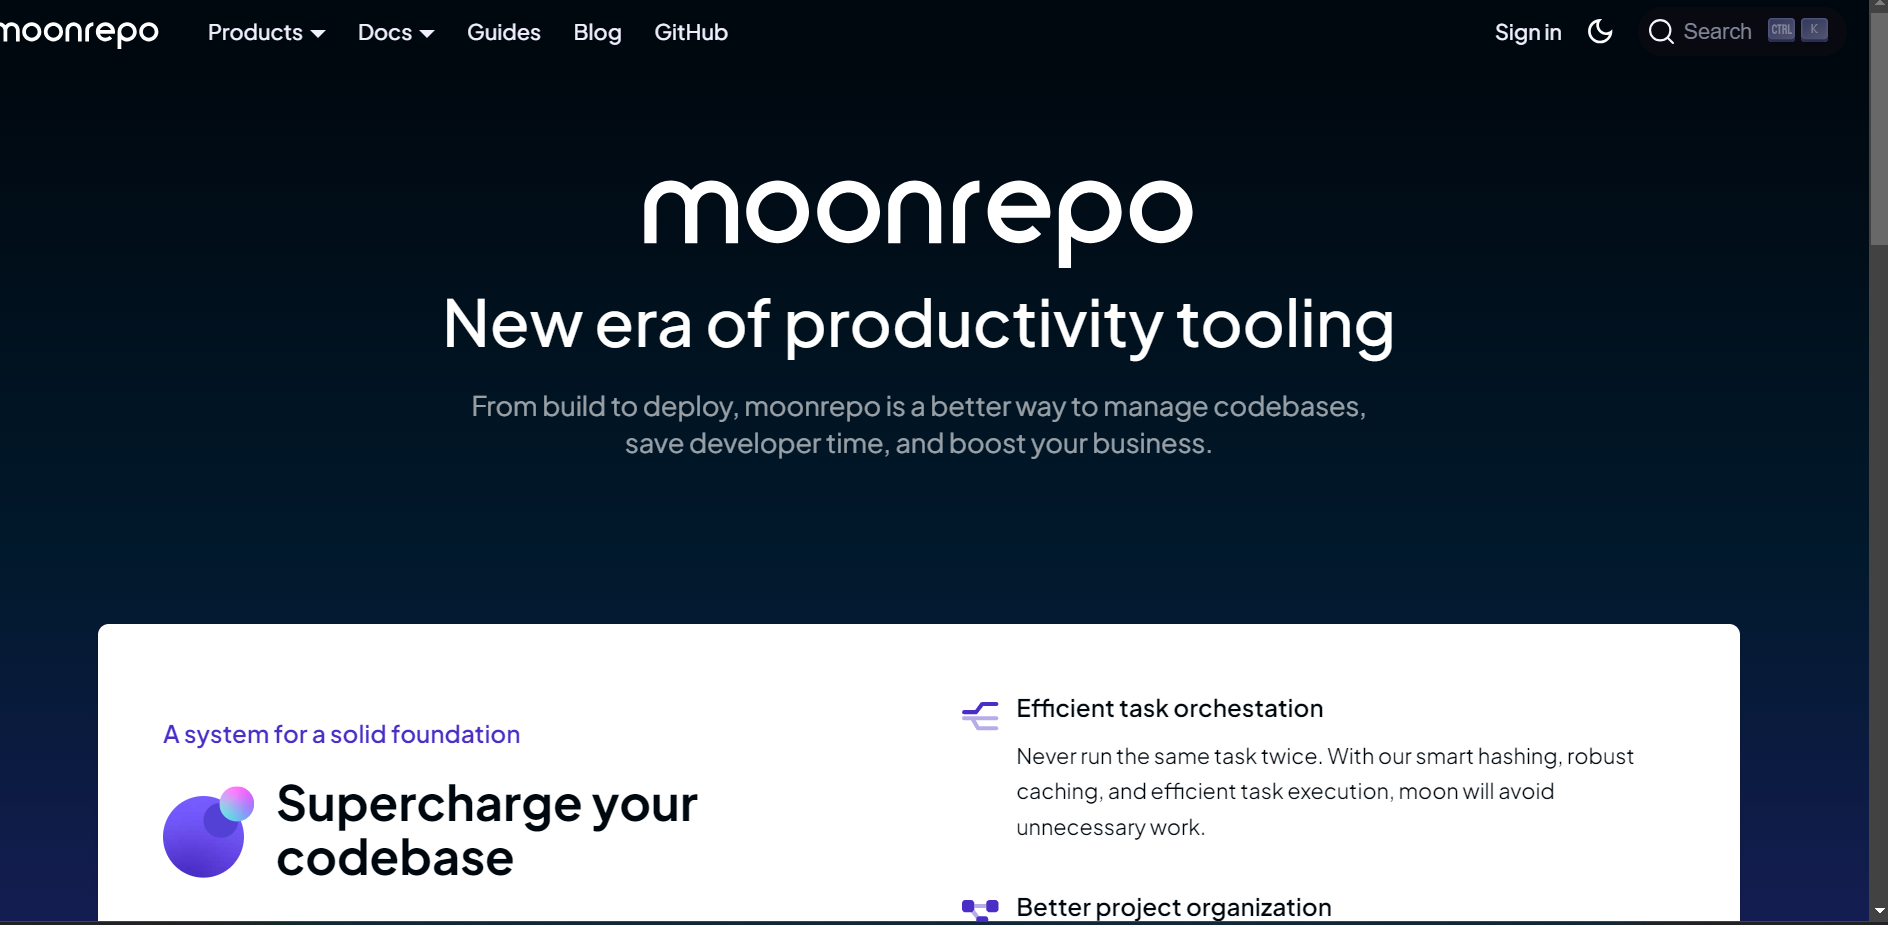 moonrepo
Products
Docs
Guides
Blog
GitHub
Sign in
Search
CTRL
K
moonrepo
New era of productivity tooling
From build to deploy, moonrepo is a better way to manage codebases,
save developer time, and boost your business.
A system for a solid foundation
Supercharge your
codebase
Efficient task orchestation
Never run the same task twice. With our smart hashing, robust
caching, and efficient task execution, moon will avoid
unnecessary work.
Better project organization